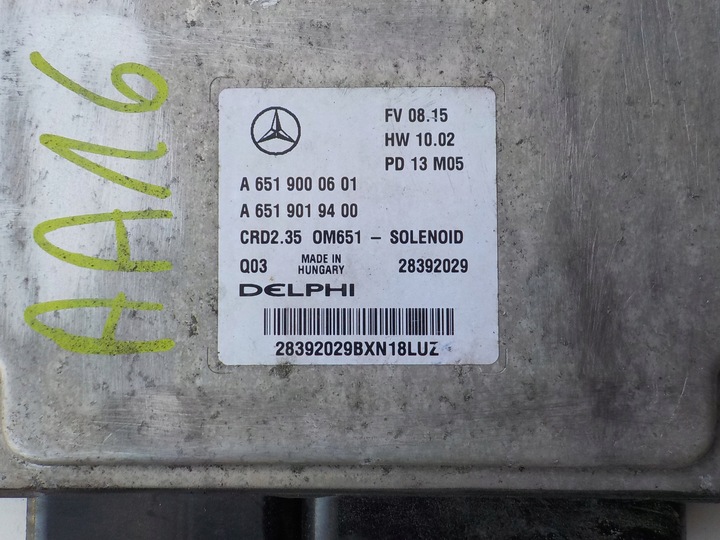 AA16
FV 08.15
HW 10.02
PD 13 M05
A 651 900 06 01
A 651 901 94 00
CRD2.35 OM651 – SOLENOID
Q03 MADE IN HUNGARY 28392029
DELPHI
28392029BXN18LUZ